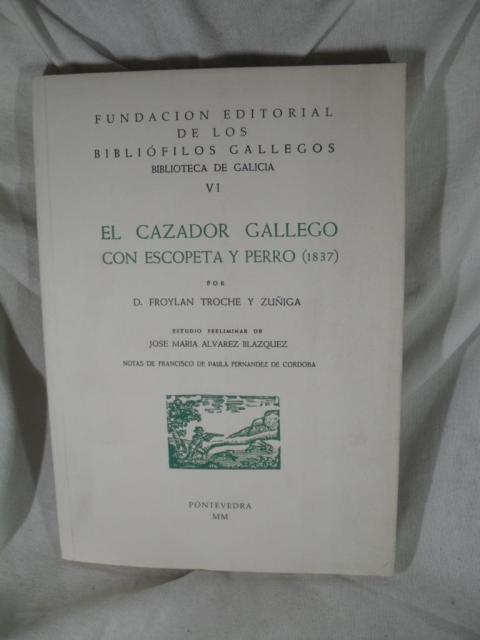 FUNDACION EDITORIAL
DE LOS
BIBLIÓFILOS GALLEGOS
BIBLIOTECA DE GALICIA
VI
EL CAZADOR GALLEGO
CON ESCOPETA Y PERRO (1837)
POR
D. FROYLAN TROCHE Y ZUÑIGA
ESTUDIO PRELIMINAR DE
JOSE MARIA ALVAREZ BLAZQUEZ
NOTAS DE FRANCISCO DE PAULA FERNANDEZ DE CORDOBA
PONTEVEDRA
MM